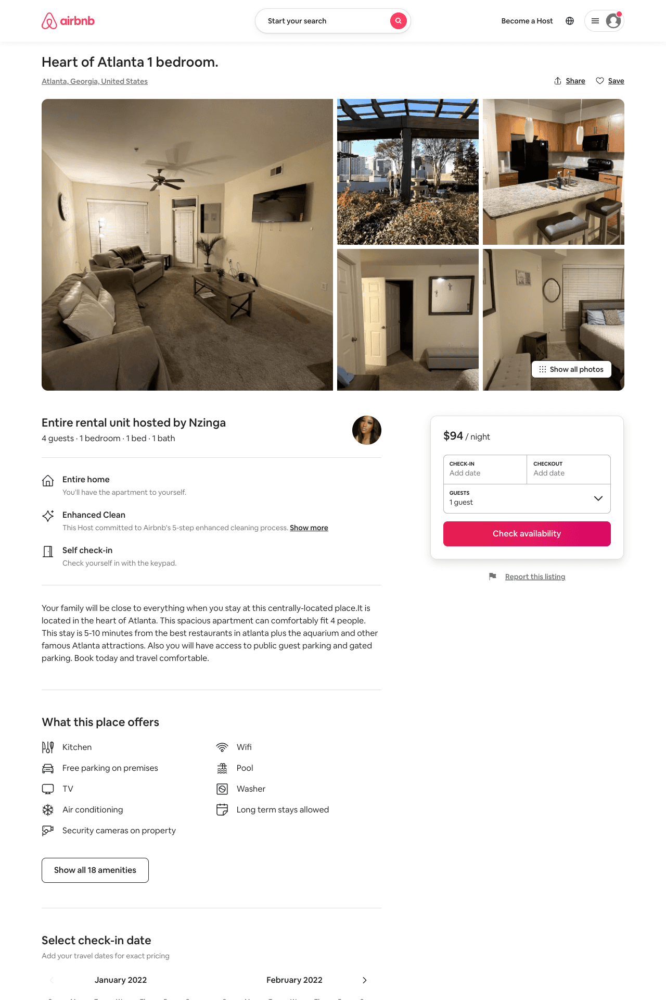 airbnb
Start your search
Become a Host
Heart of Atlanta 1 bedroom.
Atlanta, Georgia, United States
Share
Save
Show all photos
Entire rental unit hosted by Nzinga
4 guests · 1 bedroom · 1 bed · 1 bath
Entire home
You'll have the apartment to yourself.
Enhanced Clean
This Host committed to Airbnb's 5-step enhanced cleaning process. Show more
Self check-in
Check yourself in with the keypad.
$94 / night
CHECK-IN
Add date
CHECKOUT
Add date
GUESTS
1 guest
Check availability
Report this listing
Your family will be close to everything when you stay at this centrally-located place.It is
located in the heart of Atlanta. This spacious apartment can comfortably fit 4 people.
This stay is 5-10 minutes from the best restaurants in atlanta plus the aquarium and other
famous Atlanta attractions. Also you will have access to public guest parking and gated
parking. Book today and travel comfortable.
What this place offers
Kitchen
Wifi
Free parking on premises
Pool
TV
Washer
Air conditioning
Long term stays allowed
Security cameras on property
Show all 18 amenities
Select check-in date
Add your travel dates for exact pricing
January 2022
February 2022